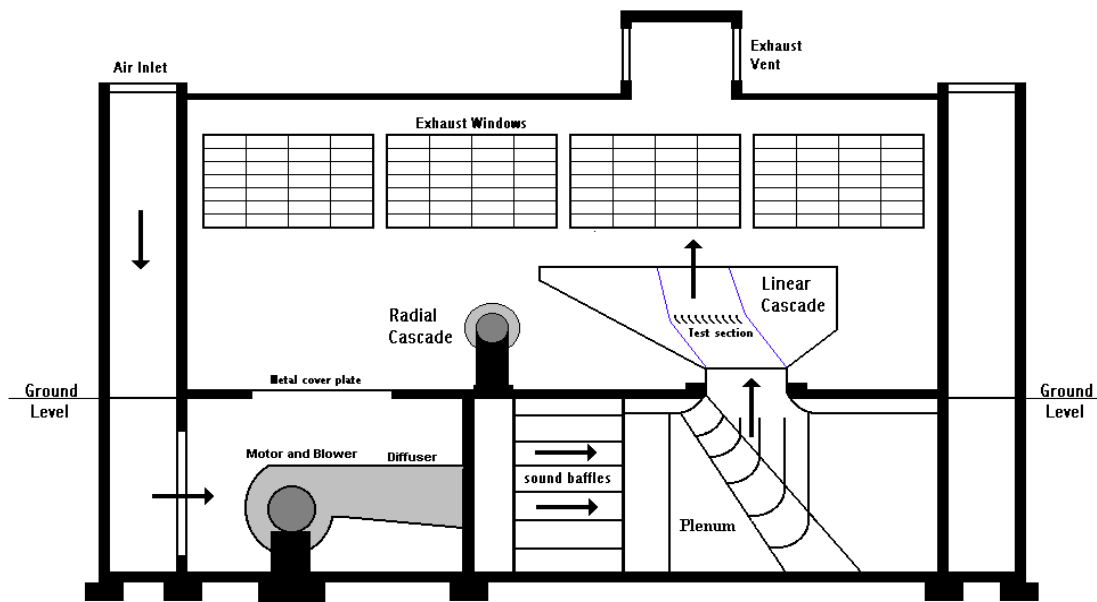 Exhaust
Vent
Air Inlet
Exhaust Windows
Linear
Cascade
Radial
Cascade
Test section
Metal cover plate
Ground
Level
Ground
Level
Motor and Blower
Diffuser
sound baffles
Plenum